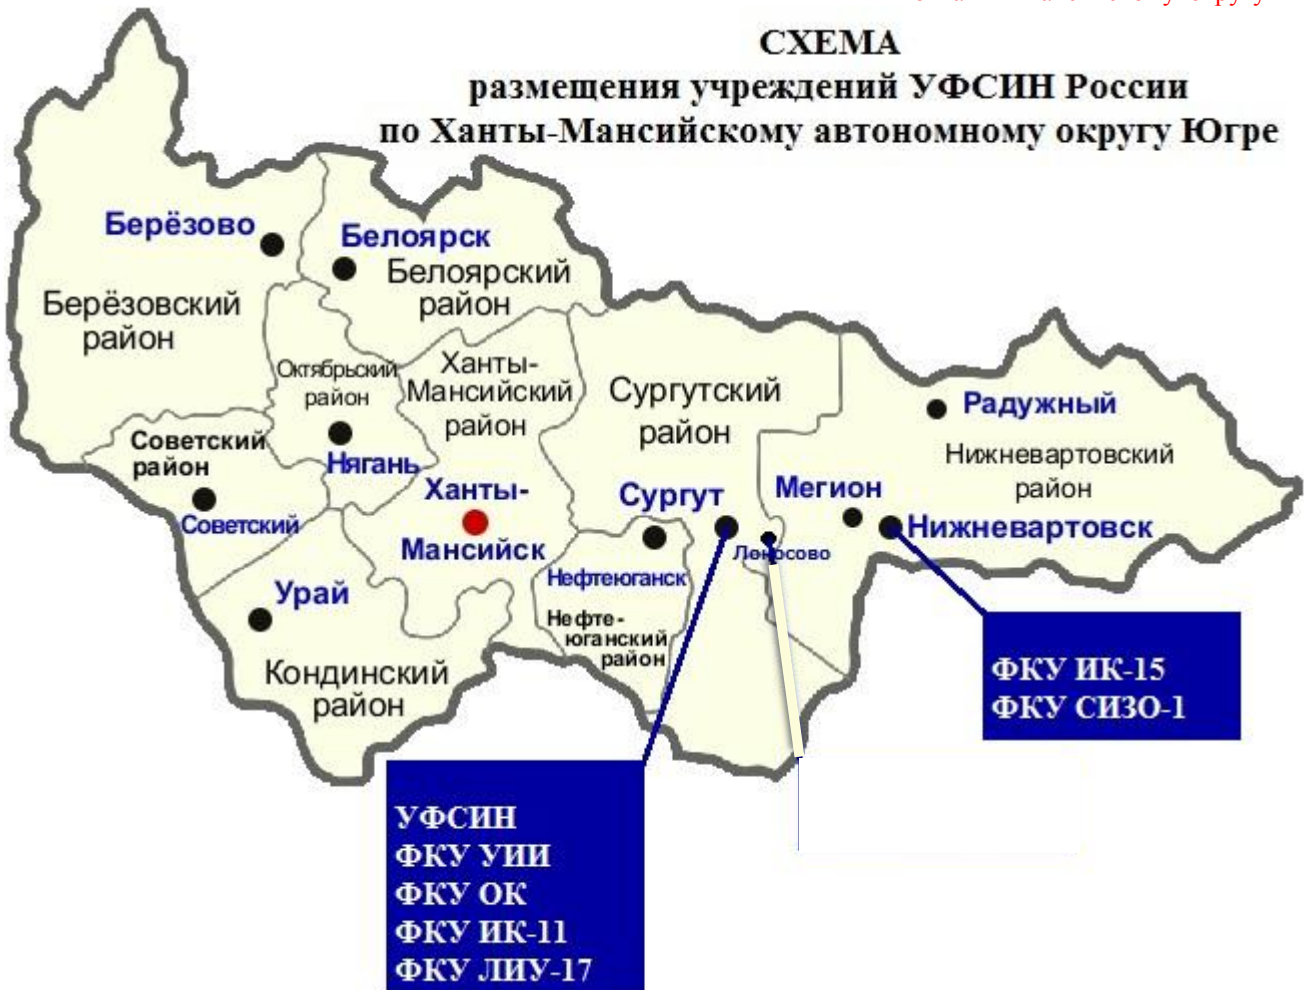 СХЕМА
размещения учреждений УФСИН России
по Ханты-Мансийскому автономному округу Югре
Берёзово
Белоярск
Белоярский
район
Берёзовский
район
Октябрьский
район
Ханты-
Мансийский
район
Сургутский
район
Радужный
Советский
район
Нягань
Нижневартовский
район
Ханты-
Мансийск
Сургут
Мегион
Нижневартовск
Советский
Локосово
Урай
Нефтеюганск
Нефте-
юганский
район
Кондинский
район
ФКУ ИК-15
ФКУ СИЗО-1
УФСИН
ФКУ УИИ
ФКУ ОК
ФКУ ИК-11
ФКУ ЛИУ-17